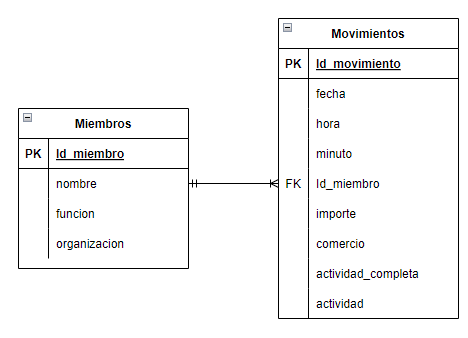 Miembros
PK Id_miembro
nombre
funcion
organizacion
Movimientos
PK Id_movimiento
fecha
hora
minuto
FK Id_miembro
importe
comercio
actividad_completa
actividad